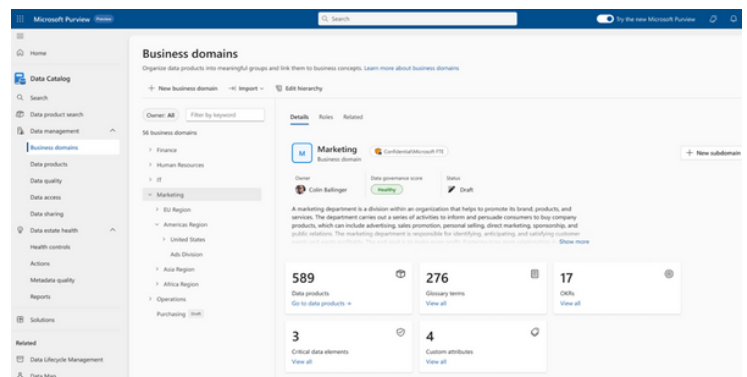 Microsoft Purview Preview
Search
Try the new Microsoft Purview
Home
Data Catalog
Search
Data product search
Data management
Business domains
Data products
Data quality
Data access
Data sharing
Data estate health
Health controls
Actions
Metadata quality
Reports
Solutions
Related
Data Lifecycle Management
Data Map
Business domains
Organize data products into meaningful groups and link them to business concepts. Learn more about business domains
+ New business domain
Import
Edit hierarchy
Owner: All
Filter by keyword
56 business domains
Finance
Human Resources
IT
Marketing
EU Region
Americas Region
United States
Ads Division
Asia Region
Africa Region
Operations
Purchasing Draft
Details Roles Related
M
Marketing
Business domain
Confidential\Microsoft FTE
+ New subdomain
Owner
Colin Ballinger
Data governance score
Healthy
Status
Draft
A marketing department is a division within an organization that helps to promote its brand, products, and
services. The department carries out a series of activities to inform and persuade consumers to buy company
products, which can include advertising, sales promotion, personal selling, direct marketing, sponsorship, and
public relations. The marketing department is responsible for identifying, anticipating, and satisfying customer
Show more
589
Data products
Go to data products →
276
Glossary terms
View all
17
OKRs
View all
3
Critical data elements
View all
4
Custom attributes
View all